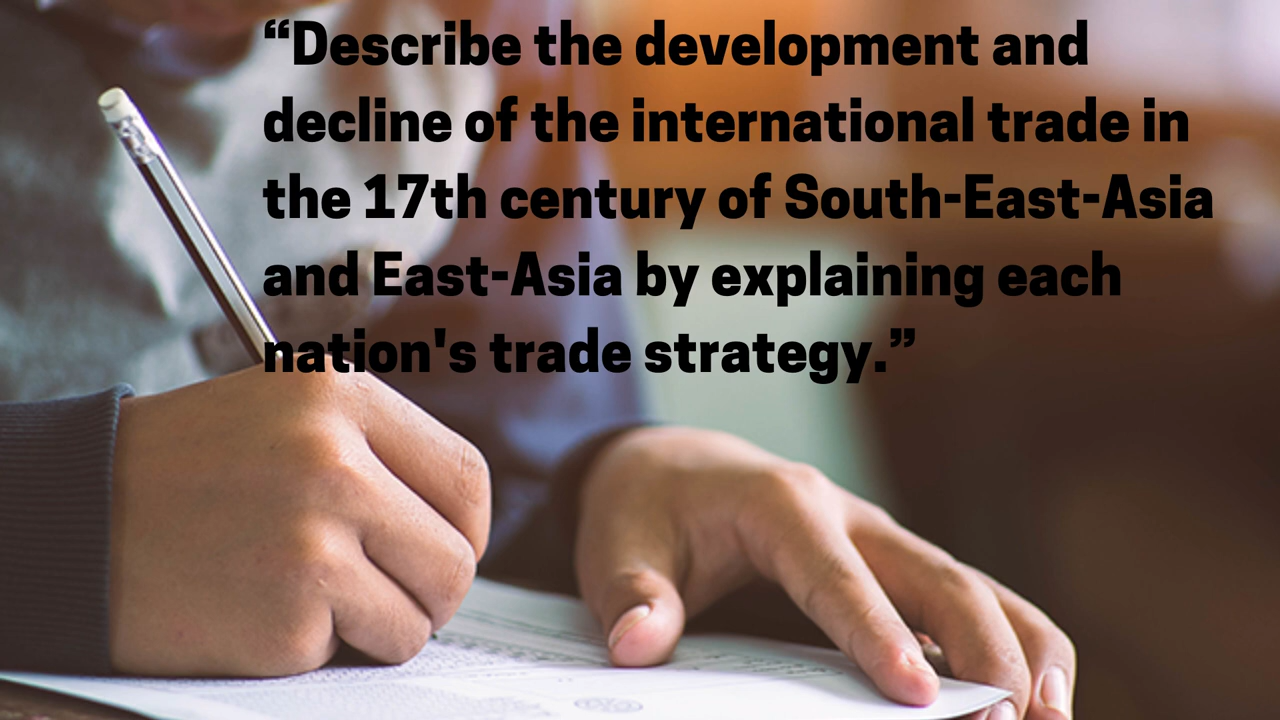 “Describe the development and
decline of the international trade in
the 17th century of South-East-Asia
and East-Asia by explaining each
nation's trade strategy.”